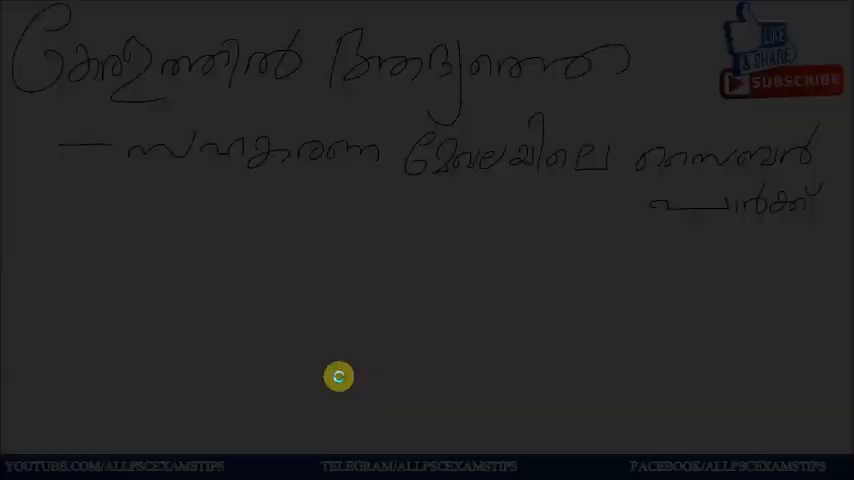 കേരളത്തിൽ ആദ്യത്തെ
LIKE
& SHARE
SUBSCRIBE
— സഹകരണ മേഖലയിലെ സൈബർ
പാർക്ക്
YOUTUBE.COM/ALLPSCEXAMSTIPS TELEGRAM/ALLPSCEXAMSTIPS FACEBOOK/ALLPSCEXAMSTIPS